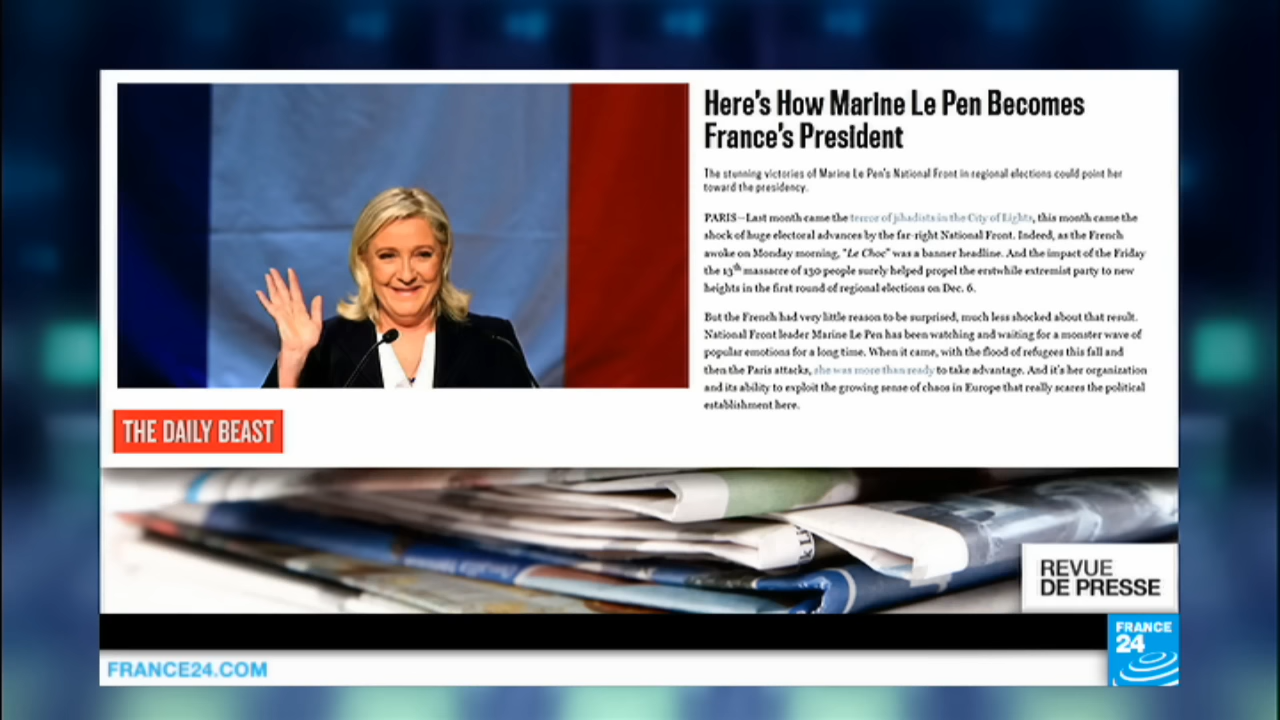 Here's How Marine Le Pen Becomes
France's President
The stunning victories of Marine Le Pen's National Front in regional elections could point her
toward the presidency.
PARIS—Last month came the terror of jihadists in the City of Lights, this month came the
shock of huge electoral advances by the far-right National Front. Indeed, as the French
awoke on Monday morning, "Le Choc" was a banner headline. And the impact of the Friday
the 13th massacre of 130 people surely helped propel the erstwhile extremist party to new
heights in the first round of regional elections on Dec. 6.
But the French had very little reason to be surprised, much less shocked about that result.
National Front leader Marine Le Pen has been watching and waiting for a monster wave of
popular emotions for a long time. When it came, with the flood of refugees this fall and
then the Paris attacks, she was more than ready to take advantage. And it's her organization
and its ability to exploit the growing sense of chaos in Europe that really scares the political
establishment here.
THE DAILY BEAST
REVUE
DE PRESSE
FRANCE
24
FRANCE24.COM